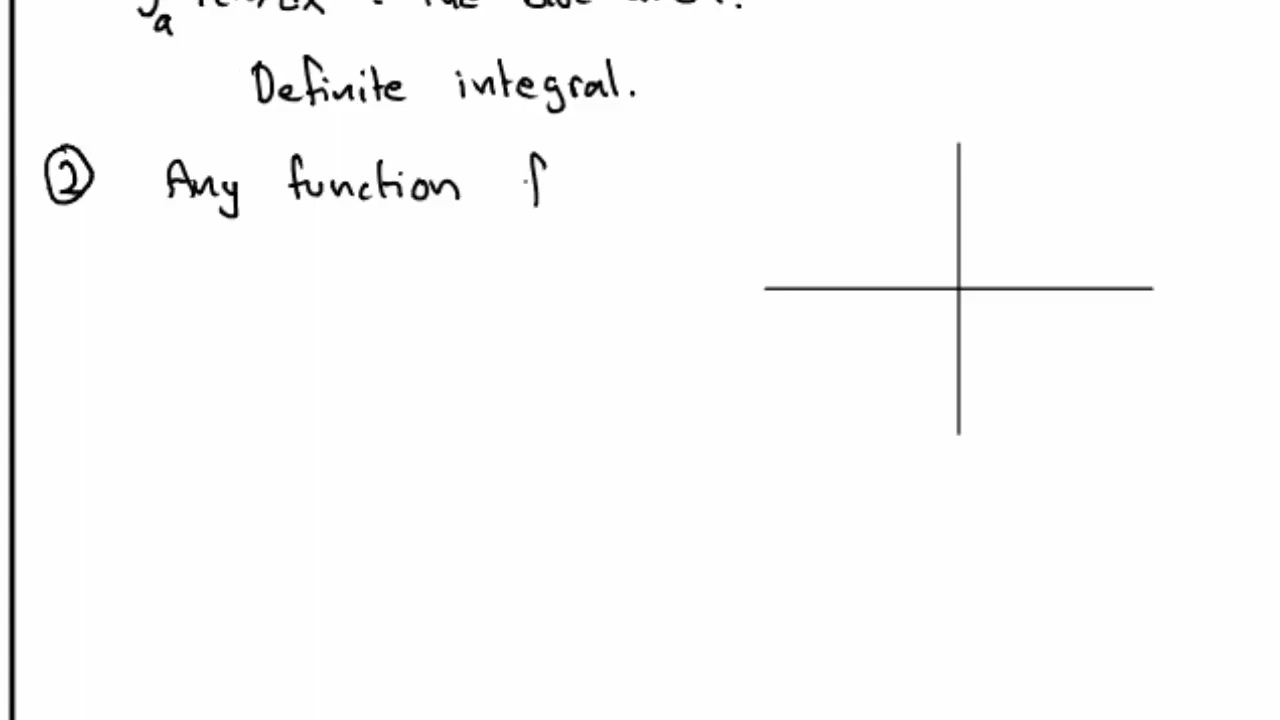 a
Definite integral.
② Any function f